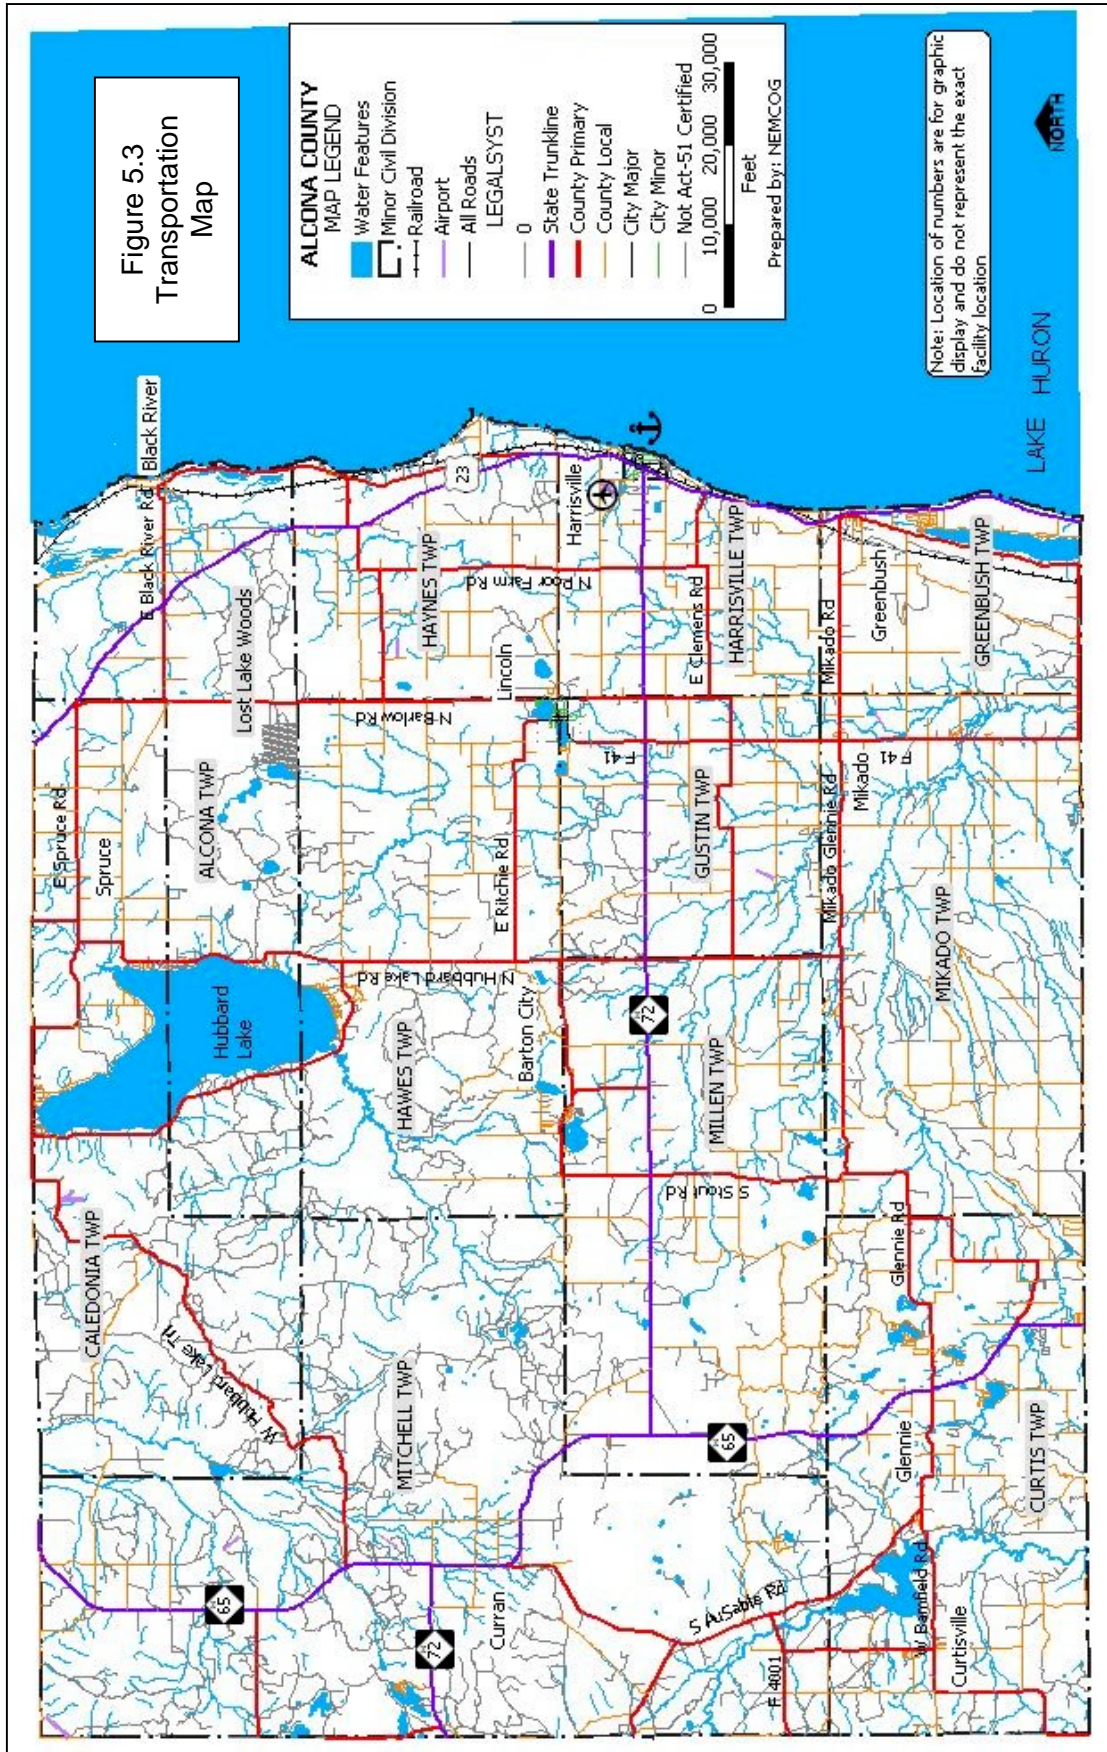 Figure 5.3
Transportation
Map
ALCONA COUNTY
MAP LEGEND
Water Features
Minor Civil Division
Railroad
Airport
All Roads
LEGALSYST
0
State Trunkline
County Primary
County Local
City Major
City Minor
Not Act-51 Certified
0 10,000 20,000 30,000
Feet
Prepared by: NEMCOG
Note: Location of numbers are for graphic
display and do not represent the exact
facility location
NORTH
LAKE HURON
E Black River Rd
Black River
E Spruce Rd
Spruce
Lost Lake Woods
ALCONA TWP
Hubbard
Lake
CALEDONIA TWP
W Hubbard Lake Trl
65
23
HAYNES TWP
N Poor Farm Rd
N Barlow Rd
Lincoln
E Ritchie Rd
N Hubbard Lake Rd
HAWES TWP
Barton City
MITCHELL TWP
72
Curran
Harrisville
E Clemens Rd
HARRISVILLE TWP
F 41
GUSTIN TWP
72
MILLEN TWP
S Stout Rd
65
S AuSable Rd
F 4001
Mikado Rd
Greenbush
GREENBUSH TWP
Mikado Glennie Rd
Mikado
F 41
MIKADO TWP
Glennie Rd
Glennie
CURTIS TWP
W Bamfield Rd
Curtisville